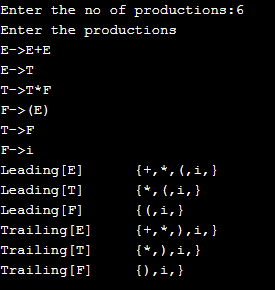 Enter the no of productions:6
Enter the productions
E->E+E
E->T
T->T*F
F->(E)
T->F
F->i
Leading[E] {+,*,(,i,}
Leading[T] {*,(,i,}
Leading[F] {(,i,}
Trailing[E] {+,*,),i,}
Trailing[T] {*,),i,}
Trailing[F] {),i,}